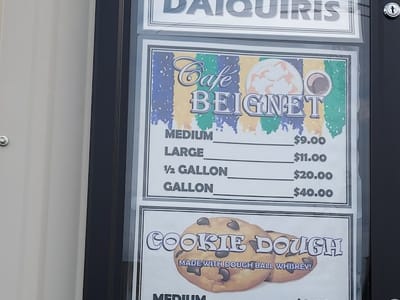 DAIQUIRIS
Café
BEIGNET
MEDIUM $9.00
LARGE $11.00
½ GALLON $20.00
GALLON $40.00
COOKIE DOUGH
MADE WITH DOUGH BALL WHISKEY!
MEDIUM